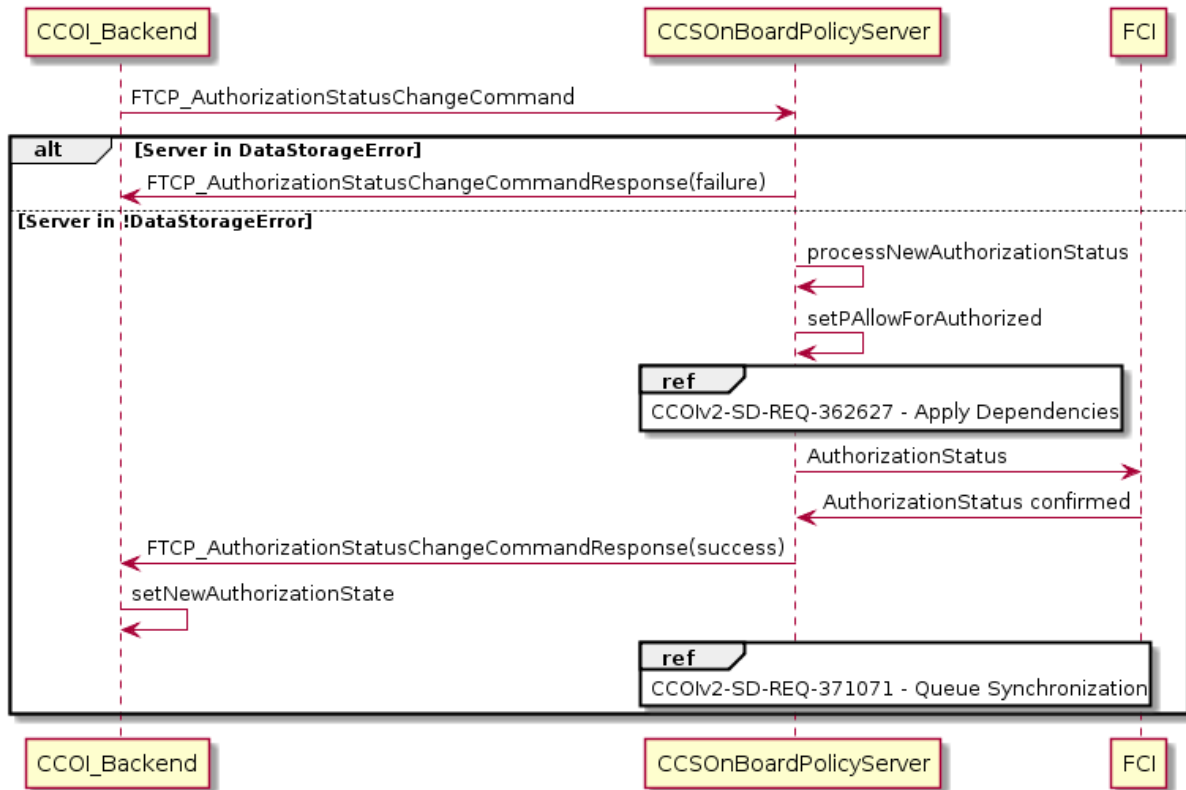 CCOI_Backend
CCSOnBoardPolicyServer
FCI
FTCP_AuthorizationStatusChangeCommand
alt
[Server in DataStorageError]
FTCP_AuthorizationStatusChangeCommandResponse(failure)
[Server in !DataStorageError]
processNewAuthorizationStatus
setPAllowForAuthorized
ref
CCOIv2-SD-REQ-362627 - Apply Dependencies
AuthorizationStatus
AuthorizationStatus confirmed
FTCP_AuthorizationStatusChangeCommandResponse(success)
setNewAuthorizationState
ref
CCOIv2-SD-REQ-371071 - Queue Synchronization
CCOI_Backend
CCSOnBoardPolicyServer
FCI